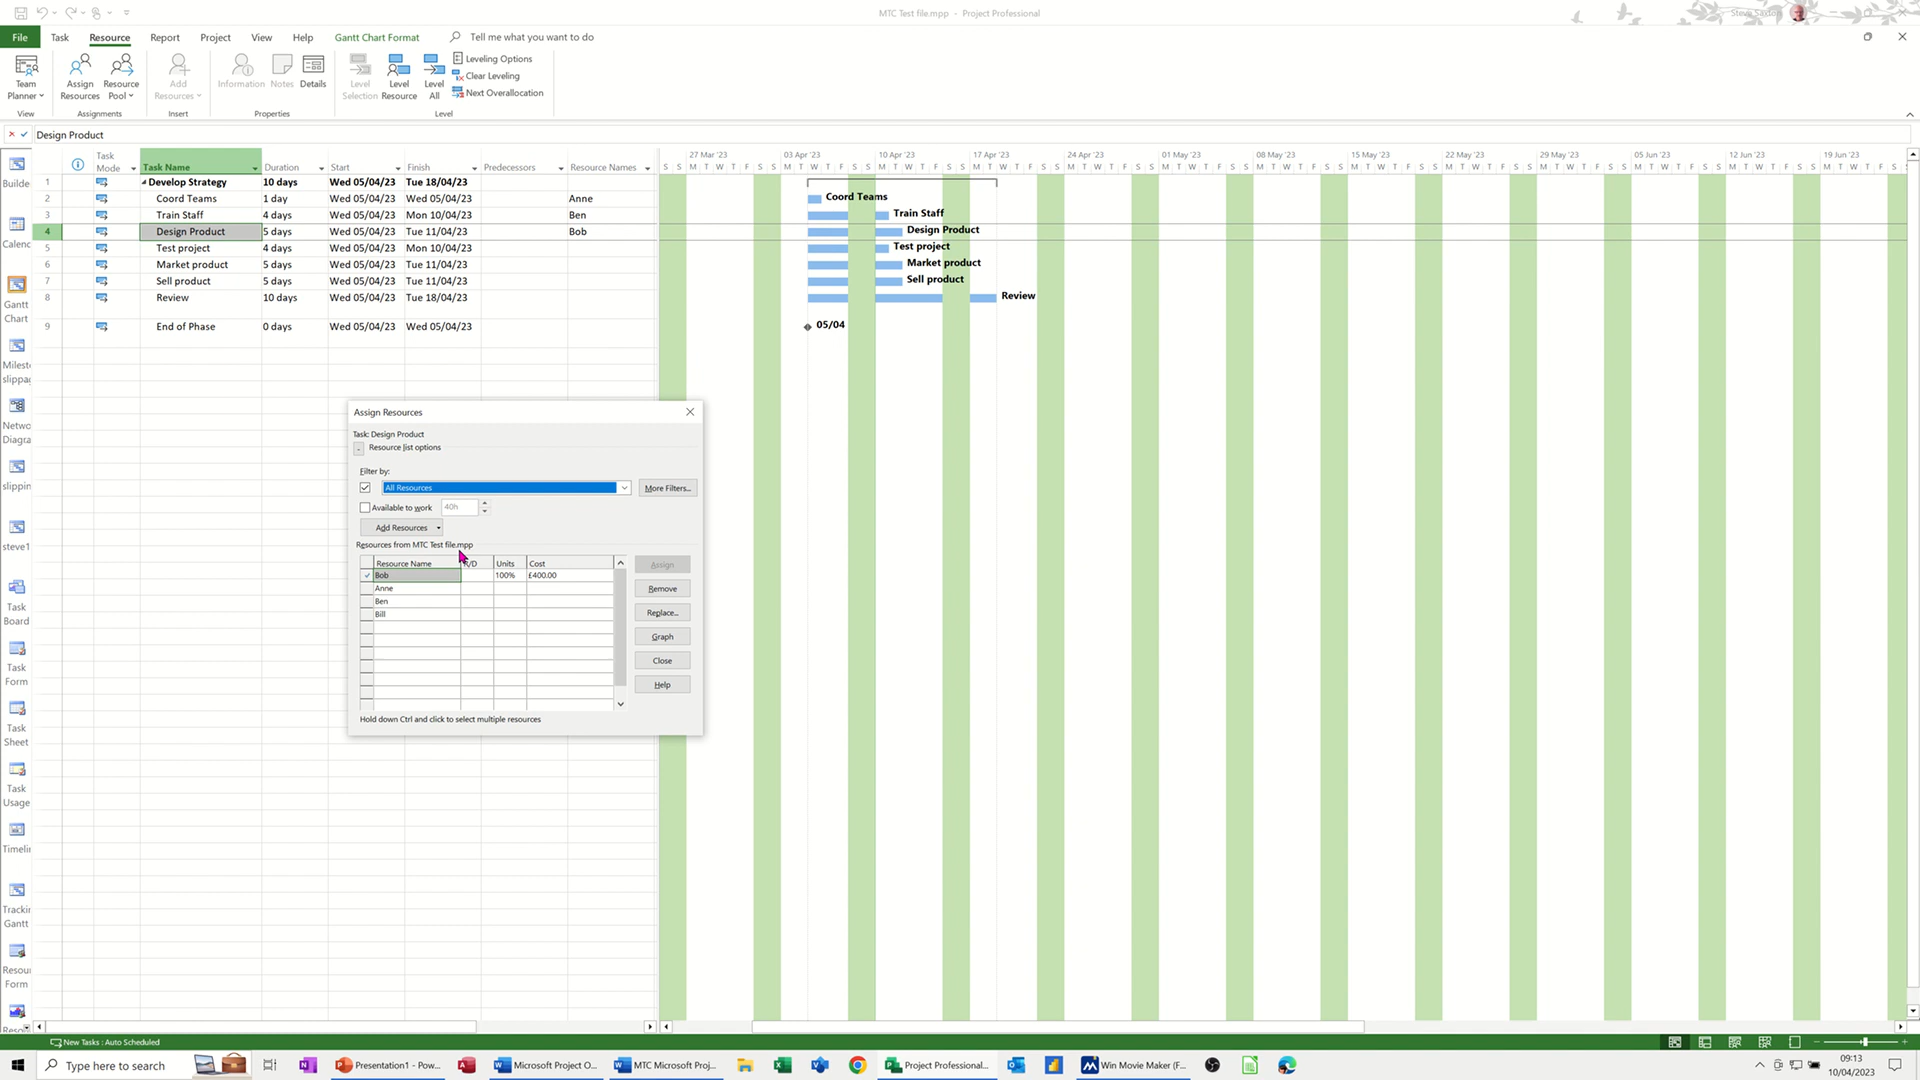 MTC Test file.mpp - Project Professional
Steve Saxton
File Task Resource Report Project View Help Gantt Chart Format Tell me what you want to do
Team Planner Assign Resources Resource Pool Add Resources Information Notes Details Level Selection Level Resource Level All
Leveling Options
Clear Leveling
Next Overallocation
View Assignments Insert Properties Level
Design Product
Task Mode Task Name Duration Start Finish Predecessors Resource Names
27 Mar '23 03 Apr '23 10 Apr '23 17 Apr '23 24 Apr '23 01 May '23 08 May '23 15 May '23 22 May '23 29 May '23 05 Jun '23 12 Jun '23 19 Jun '23
S S M T W T F S S M T W T F S S M T W T F S S M T W T F S S M T W T F S S M T W T F S S M T W T F S S M T W T F S S M T W T F S S M T W T F S S M T W T F S S M T W T F S S M T W T F S
1 Develop Strategy 10 days Wed 05/04/23 Tue 18/04/23
2 Coord Teams 1 day Wed 05/04/23 Wed 05/04/23 Anne Coord Teams
3 Train Staff 4 days Wed 05/04/23 Mon 10/04/23 Ben Train Staff
4 Design Product 5 days Wed 05/04/23 Tue 11/04/23 Bob Design Product
5 Test project 4 days Wed 05/04/23 Mon 10/04/23 Test project
6 Market product 5 days Wed 05/04/23 Tue 11/04/23 Market product
7 Sell product 5 days Wed 05/04/23 Tue 11/04/23 Sell product
8 Review 10 days Wed 05/04/23 Tue 18/04/23 Review
9 End of Phase 0 days Wed 05/04/23 Wed 05/04/23 05/04
Builde
Calenc
Gantt Chart
Milest slippag
Netwo Diagra
slippin
steve1
Task Board
Task Form
Task Sheet
Task Usage
Timelin
Trackin Gantt
Resou Form
Resou
Assign Resources
Task: Design Product
- Resource list options
Filter by:
All Resources More Filters...
Available to work 40h
Add Resources
Resources from MTC Test file.mpp
Resource Name R/D Units Cost
Bob 100% £400.00
Anne
Ben
Bill
Assign
Remove
Replace...
Graph
Close
Help
Hold down Ctrl and click to select multiple resources
New Tasks : Auto Scheduled
Type here to search Presentation1 - Pow... Microsoft Project O... MTC Microsoft Proj... Project Professional... Win Movie Maker (F...
09:13
10/04/2023